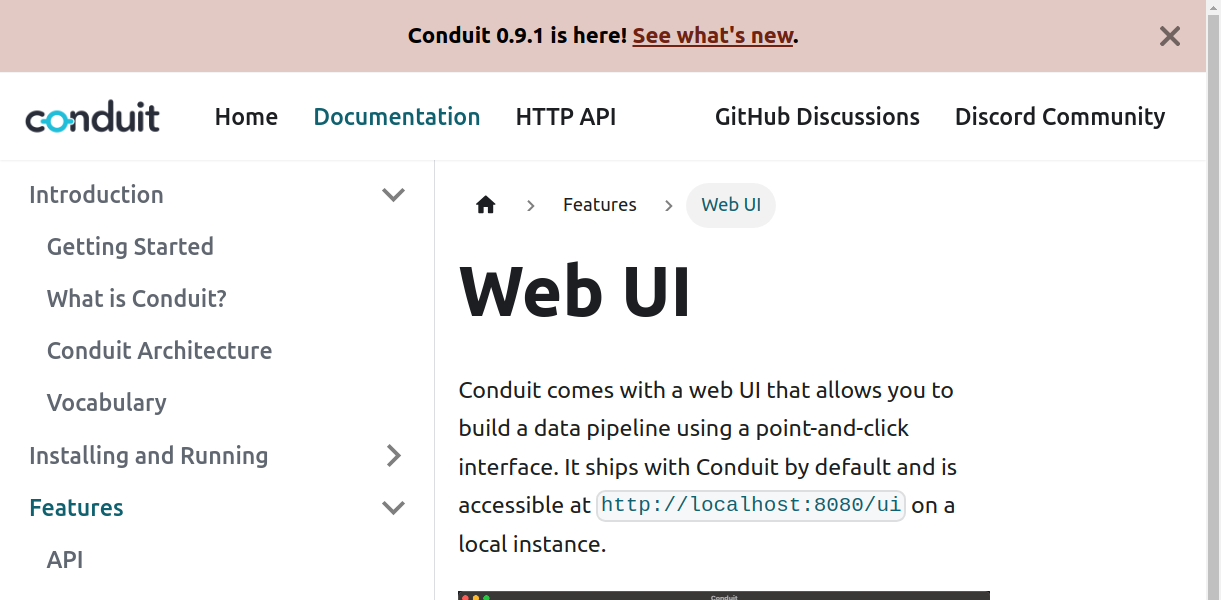 Conduit 0.9.1 is here! See what's new.
conduit
Home
Documentation
HTTP API
GitHub Discussions
Discord Community
Introduction
Getting Started
What is Conduit?
Conduit Architecture
Vocabulary
Installing and Running
Features
API
Features
Web UI
Web UI
Conduit comes with a web UI that allows you to
build a data pipeline using a point-and-click
interface. It ships with Conduit by default and is
accessible at http://localhost:8080/ui on a
local instance.
Conduit